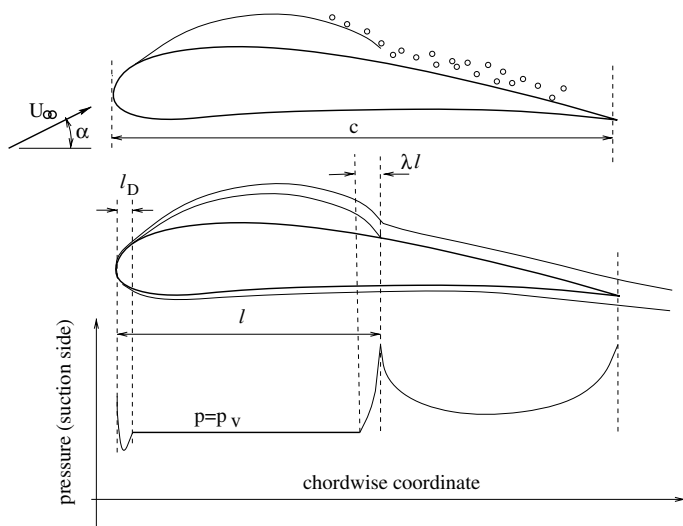 U∞
α
c
λl
l_D
l
p=p_v
pressure (suction side)
chordwise coordinate